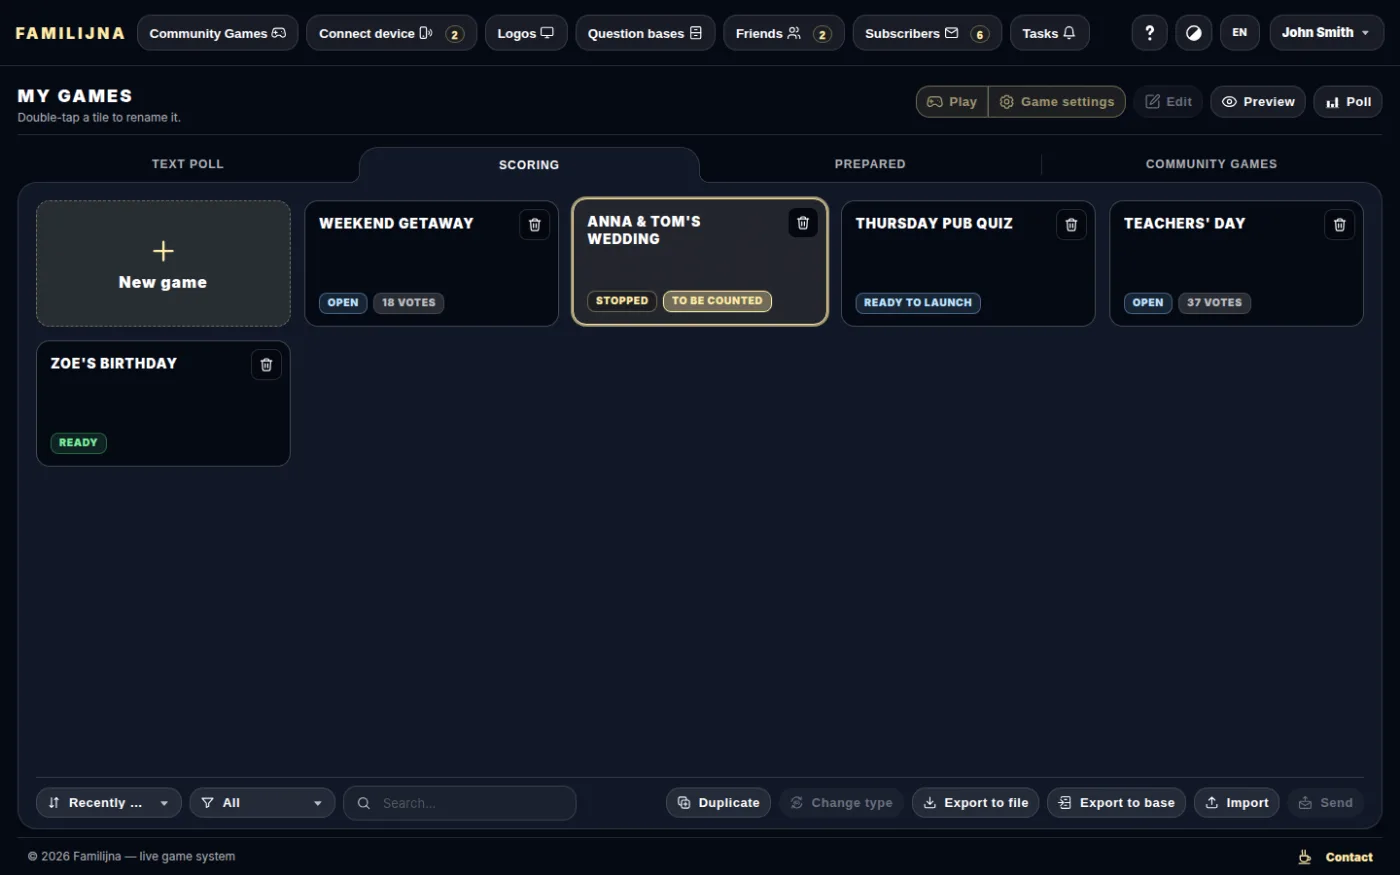 FAMILIJNA
Community Games
Connect device 2
Logos
Question bases
Friends 2
Subscribers 6
Tasks
?
EN
John Smith
MY GAMES
Double-tap a tile to rename it.
Play
Game settings
Edit
Preview
Poll
TEXT POLL
SCORING
PREPARED
COMMUNITY GAMES
New game
WEEKEND GETAWAY
OPEN
18 VOTES
ANNA & TOM'S
WEDDING
STOPPED
TO BE COUNTED
THURSDAY PUB QUIZ
READY TO LAUNCH
TEACHERS' DAY
OPEN
37 VOTES
ZOE'S BIRTHDAY
READY
Recently ...
All
Search...
Duplicate
Change type
Export to file
Export to base
Import
Send
© 2026 Familijna — live game system
Contact